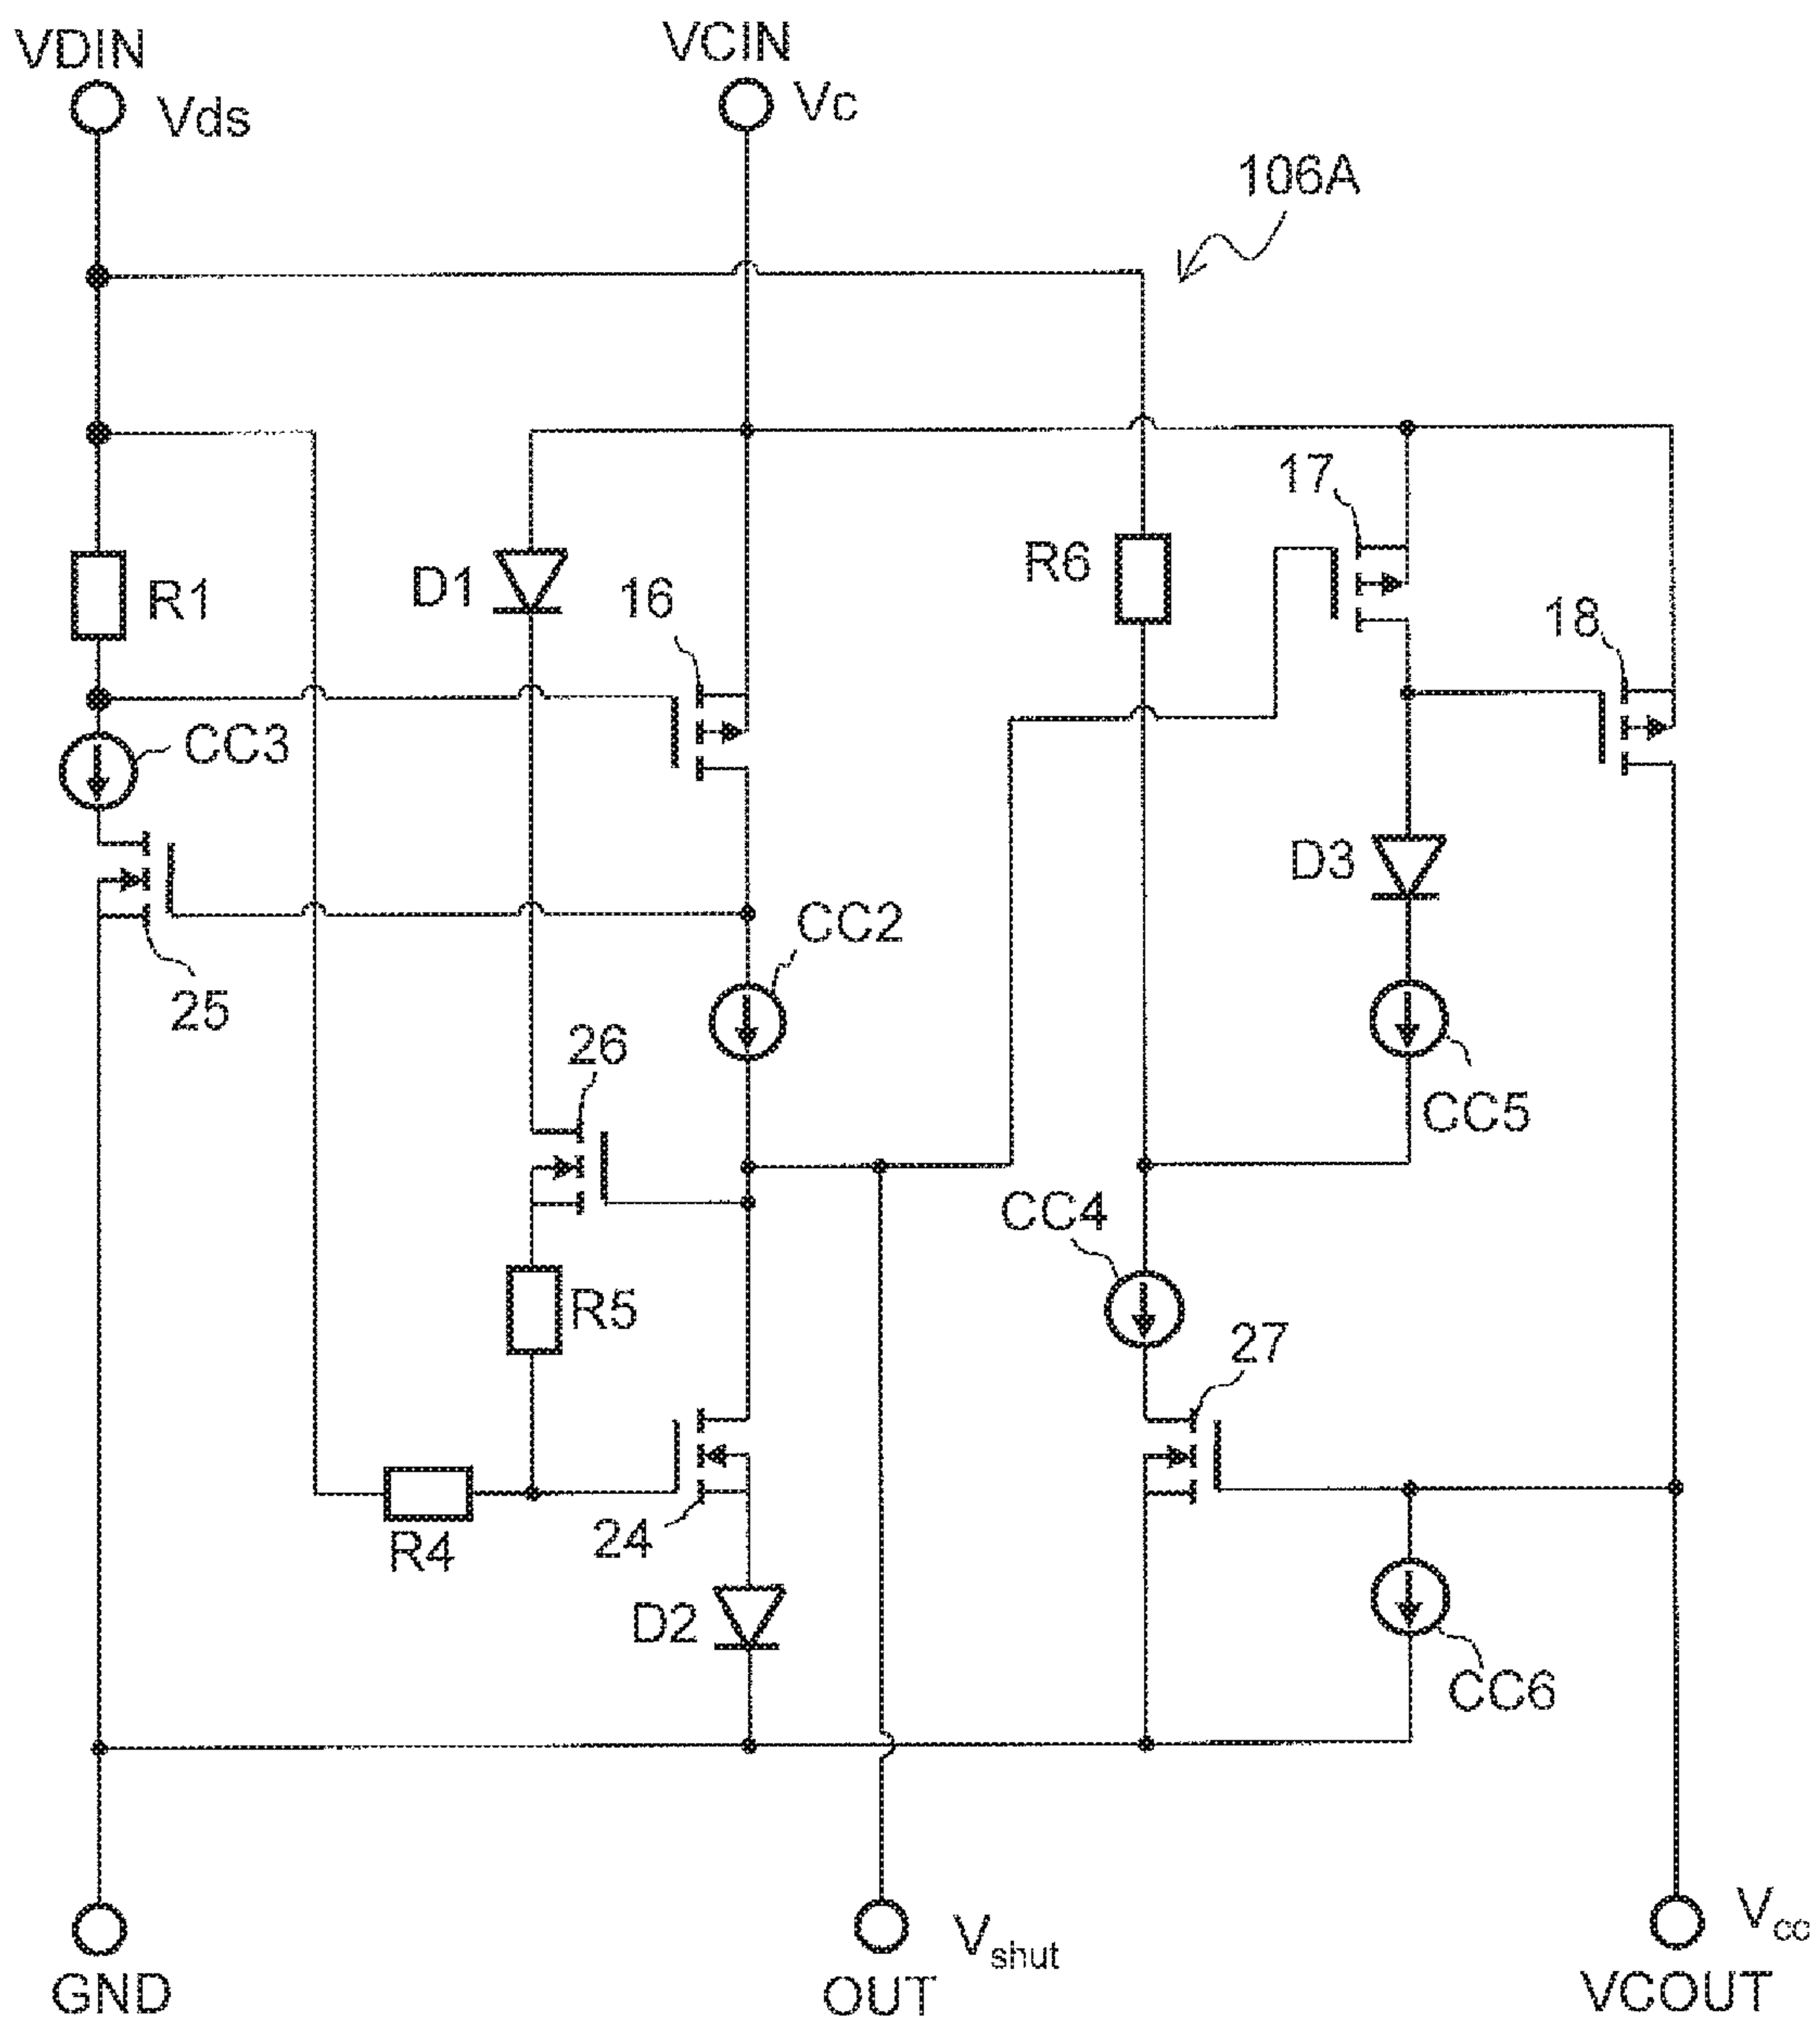 VDIN
VCIN
Vds
Vc
106A
17
R6
D1
16
R1
18
CC3
D3
CC2
25
26
CC5
CC4
R5
27
24
R4
D2
CC6
Vshut
Vcc
GND
OUT
VCOUT